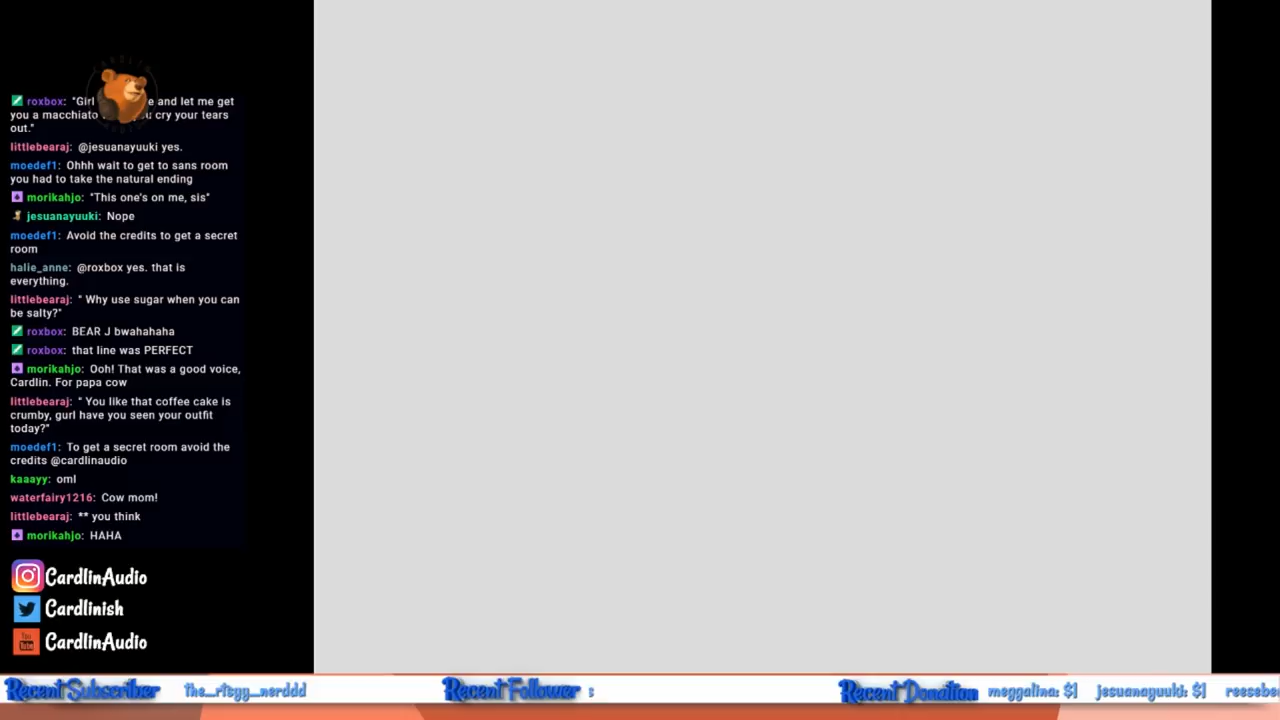 CARDLIN
AUDIO
roxbox: "Girl e and let me get
you a macchiato cry your tears
out."
littlebearaj: @jesuanayuuki yes.
moedef1: Ohhh wait to get to sans room
you had to take the natural ending
morikahjo: "This one's on me, sis"
jesuanayuuki: Nope
moedef1: Avoid the credits to get a secret
room
halie_anne: @roxbox yes. that is
everything.
littlebearaj: " Why use sugar when you can
be salty?"
roxbox: BEAR J bwahahaha
roxbox: that line was PERFECT
morikahjo: Ooh! That was a good voice,
Cardlin. For papa cow
littlebearaj: " You like that coffee cake is
crumby, gurl have you seen your outfit
today?"
moedef1: To get a secret room avoid the
credits @cardlinaudio
kaaayy: oml
waterfairy1216: Cow mom!
littlebearaj: ** you think
morikahjo: HAHA
CardlinAudio
Cardlinish
You Tube CardlinAudio
Recent Subscriber the_rtsyy_nerddd Recent Follower : Recent Donation meggalina: $1 jesuanayuuki: $1 reesebe